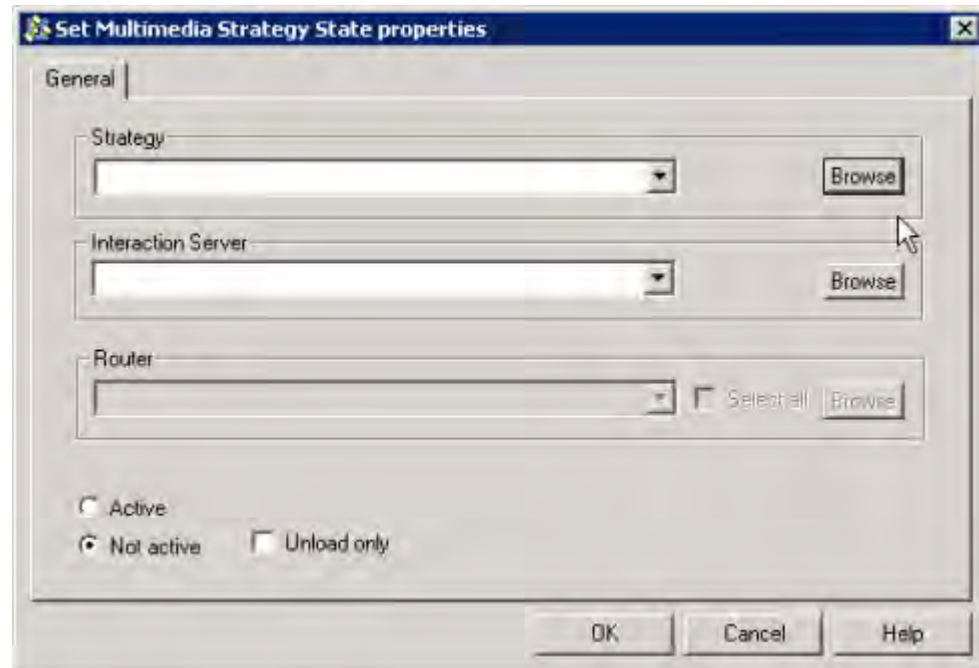 Set Multimedia Strategy State properties
General
Strategy
Browse
Interaction Server
Browse
Router
Select all Browse
Active
Not active Unload only
OK Cancel Help